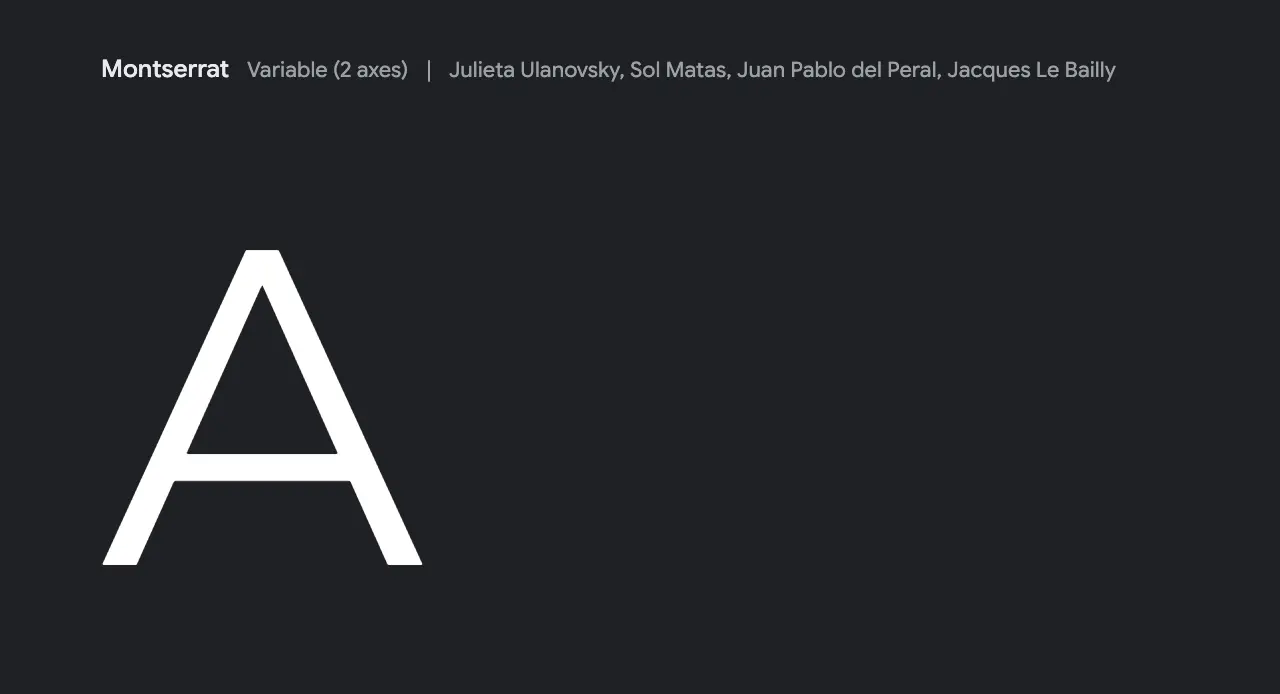 Montserrat Variable (2 axes) | Julieta Ulanovsky, Sol Matas, Juan Pablo del Peral, Jacques Le Bailly
A